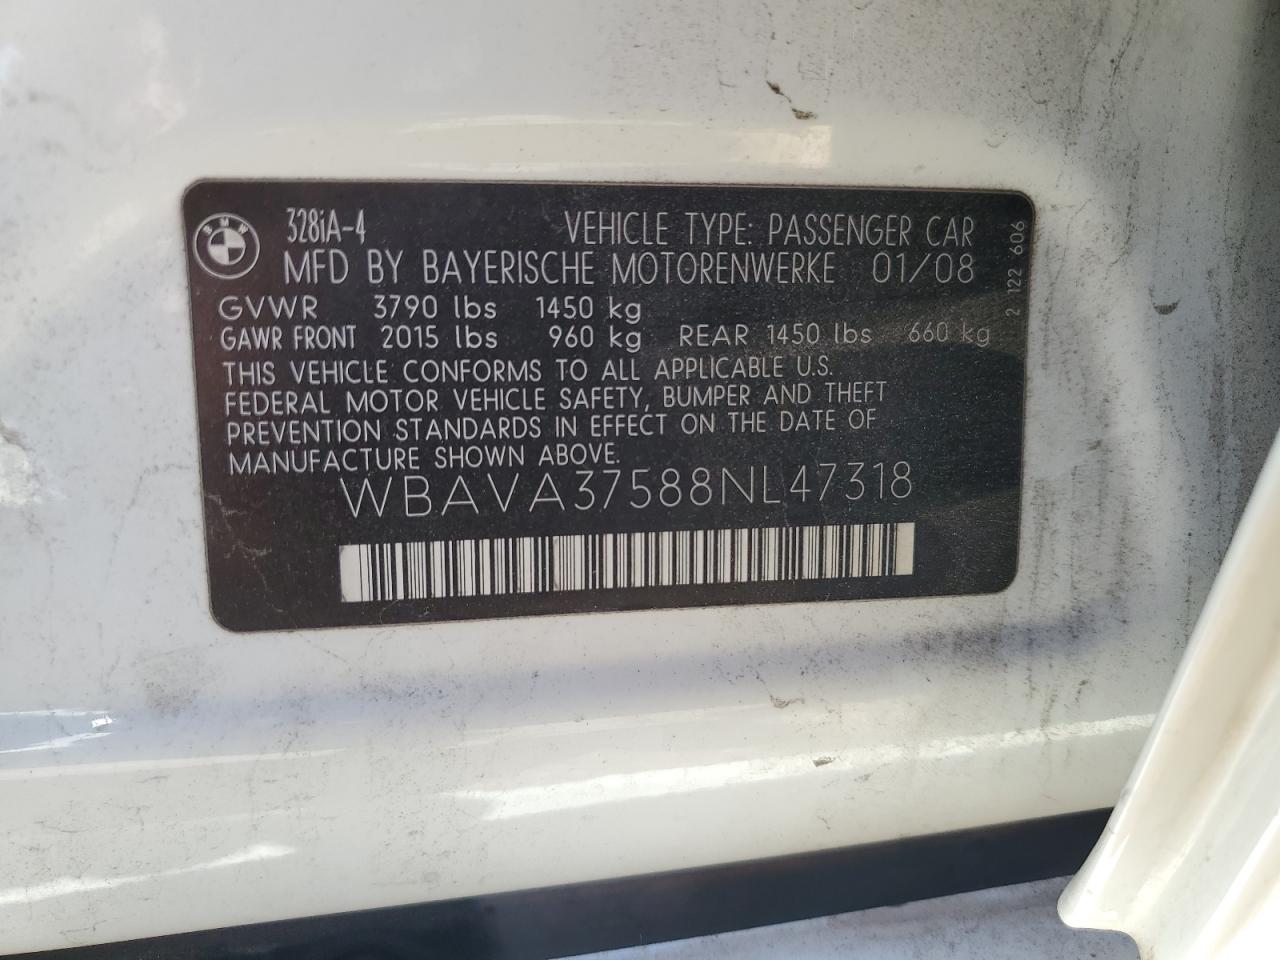 BMW
328iA-4 VEHICLE TYPE: PASSENGER CAR
MFD BY BAYERISCHE MOTORENWERKE 01/08
GVWR 3790 lbs 1450 kg
GAWR FRONT 2015 lbs 960 kg REAR 1450 lbs 660 kg
THIS VEHICLE CONFORMS TO ALL APPLICABLE U.S.
FEDERAL MOTOR VEHICLE SAFETY, BUMPER AND THEFT
PREVENTION STANDARDS IN EFFECT ON THE DATE OF
MANUFACTURE SHOWN ABOVE.
WBAVA37588NL47318
2 122 606